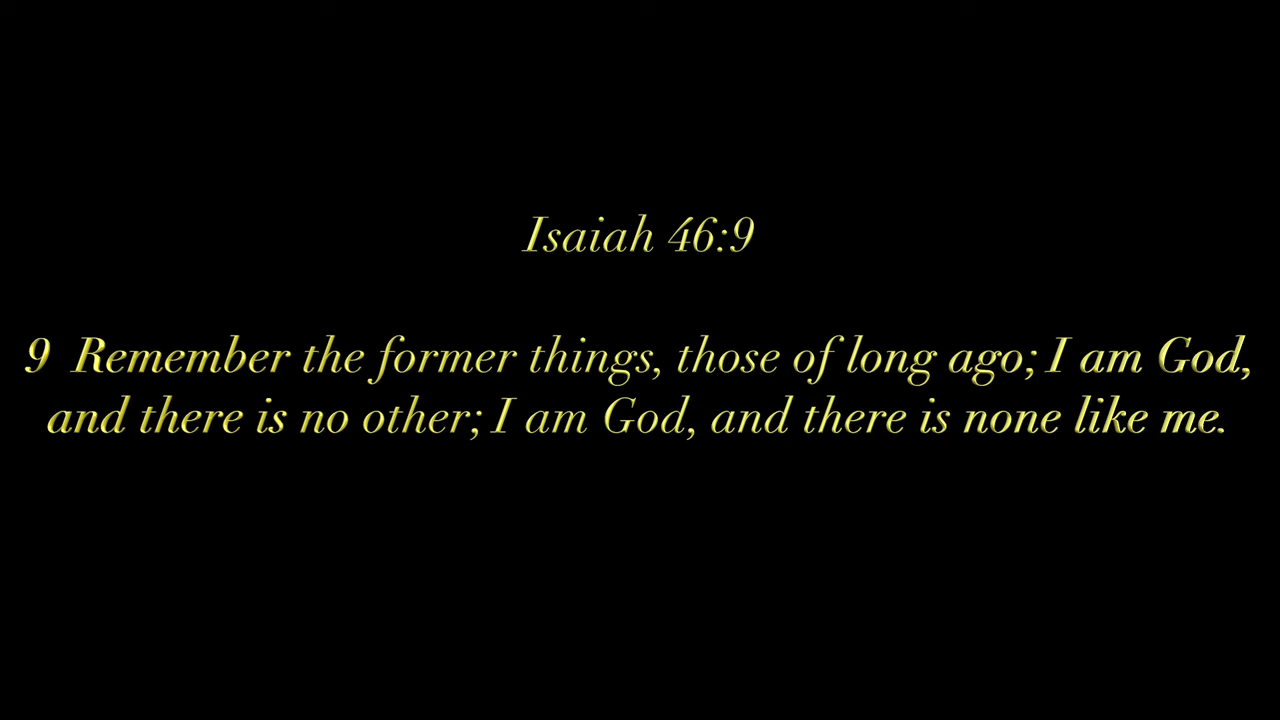 Isaiah 46:9
9 Remember the former things, those of long ago; I am God,
and there is no other; I am God, and there is none like me.